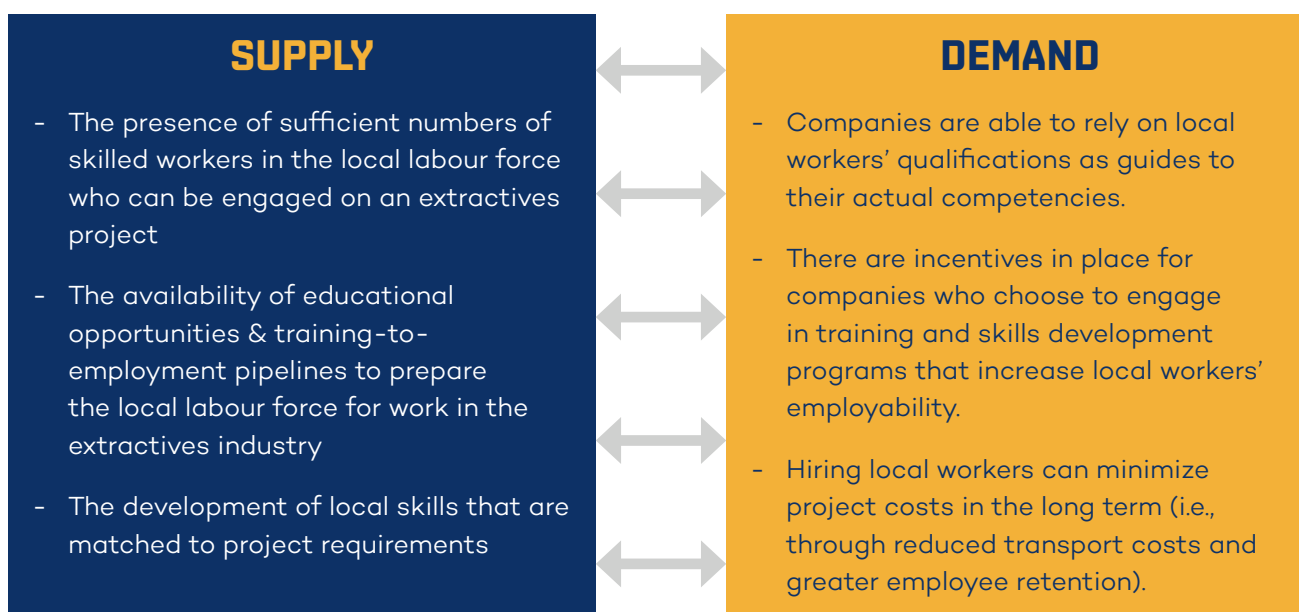 SUPPLY
- The presence of sufficient numbers of
skilled workers in the local labour force
who can be engaged on an extractives
project
- The availability of educational
opportunities & training-to-
employment pipelines to prepare
the local labour force for work in the
extractives industry
- The development of local skills that are
matched to project requirements
DEMAND
- Companies are able to rely on local
workers’ qualifications as guides to
their actual competencies.
- There are incentives in place for
companies who choose to engage
in training and skills development
programs that increase local workers’
employability.
- Hiring local workers can minimize
project costs in the long term (i.e.,
through reduced transport costs and
greater employee retention).